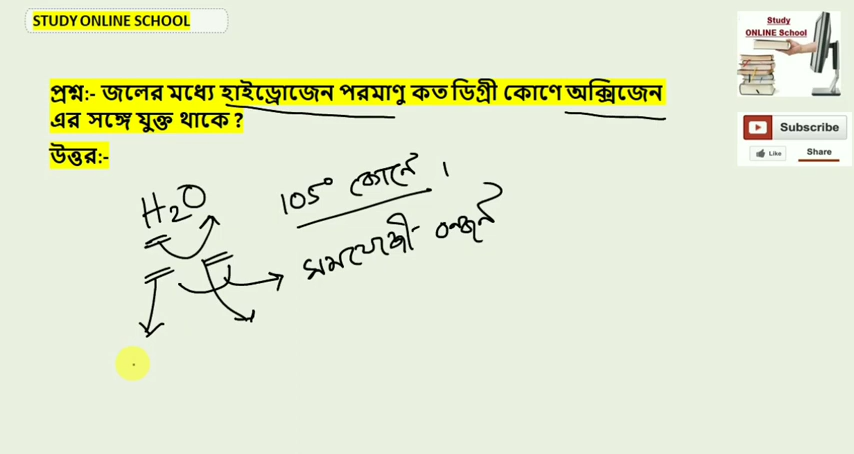 STUDY ONLINE SCHOOL
Study
ONLINE School
প্রশ্ন:- জলের মধ্যে হাইড্রোজেন পরমাণু কত ডিগ্রী কোণে অক্সিজেন
এর সঙ্গে যুক্ত থাকে ?
Subscribe
Like Share
উত্তর:-
H2O
105° কোণে ।
সমযোজী বন্ধন